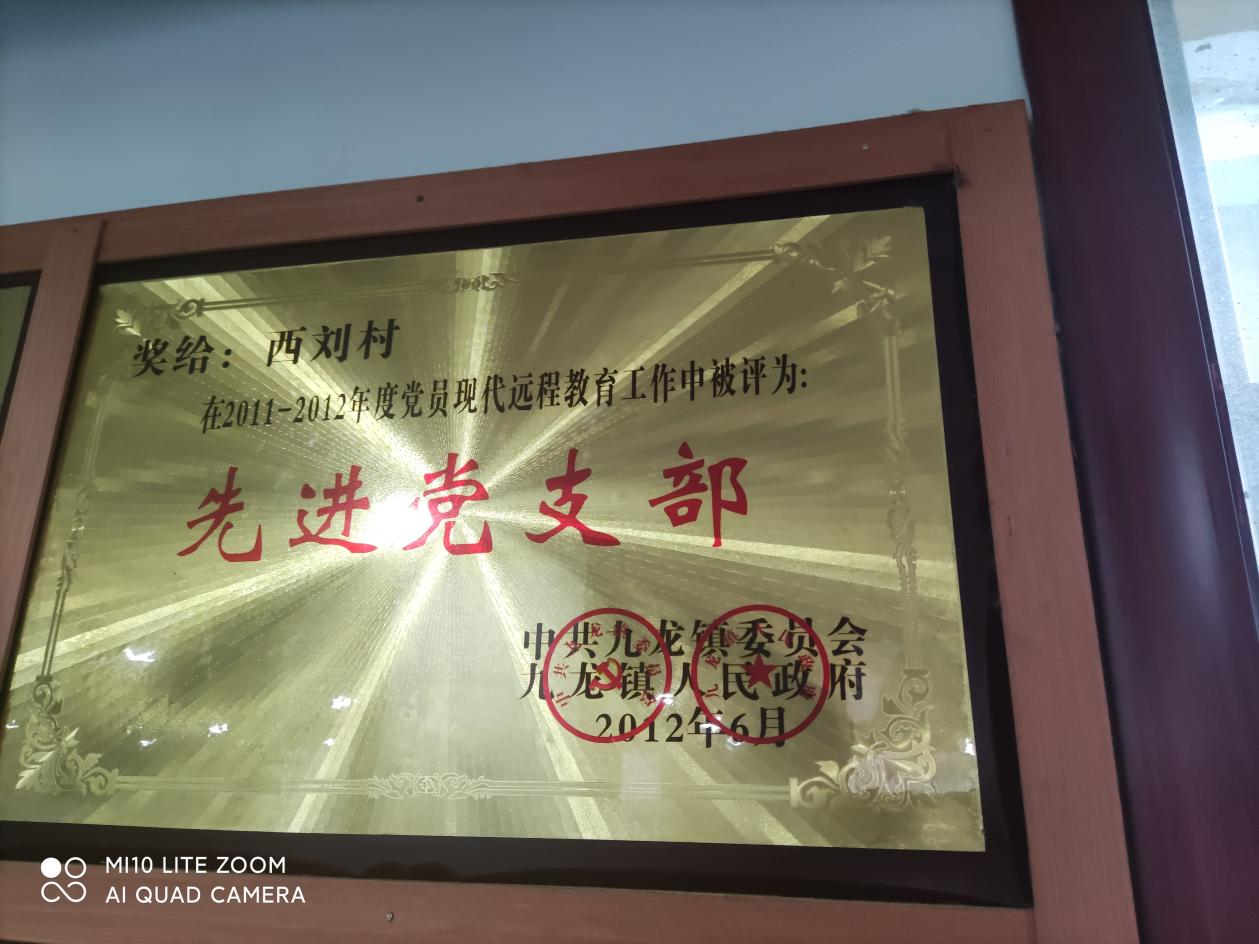 奖给：西刘村
在2011-2012年度党员现代远程教育工作中被评为:
先进党支部
中共九龙镇委员会
九龙镇人民政府
2012年6月
MI10 LITE ZOOM
AI QUAD CAMERA